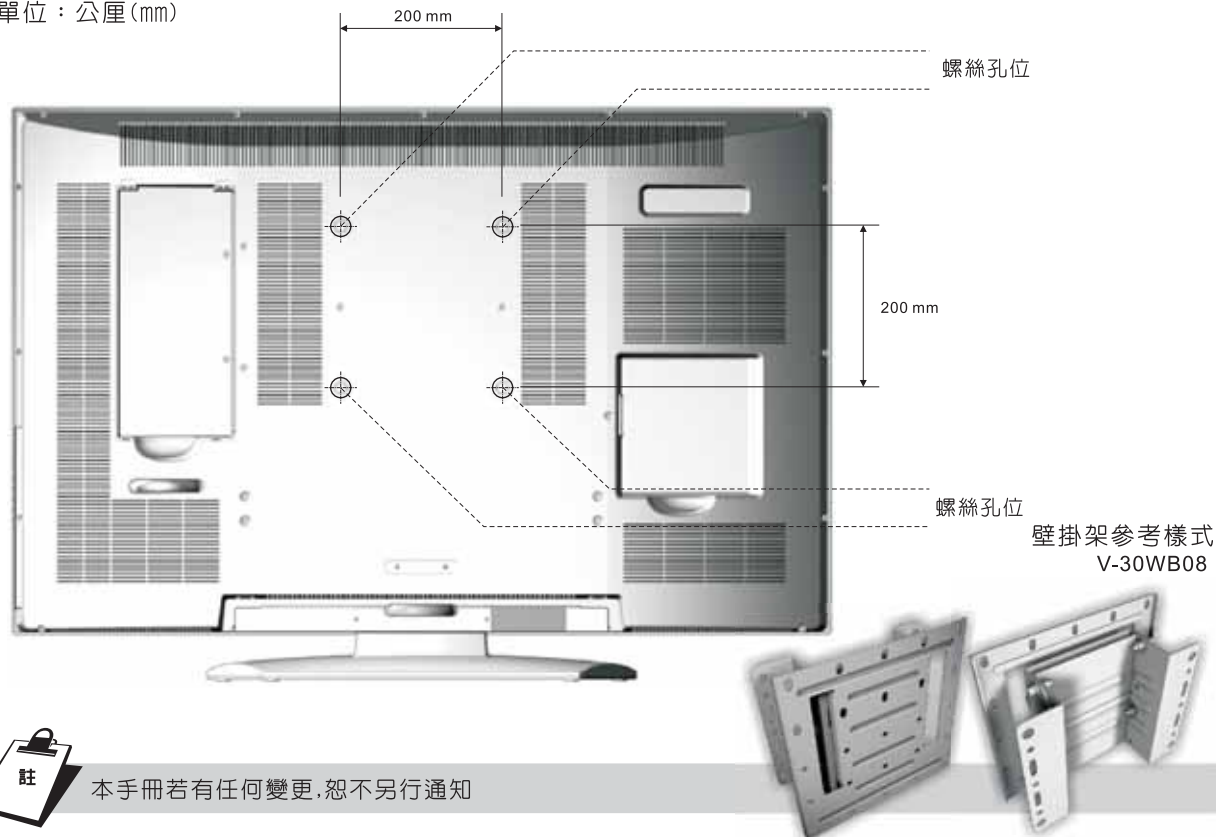 單位：公厘(mm)
200 mm
螺絲孔位
200 mm
螺絲孔位
壁掛架參考樣式
V-30WB08
註
本手冊若有任何變更,恕不另行通知